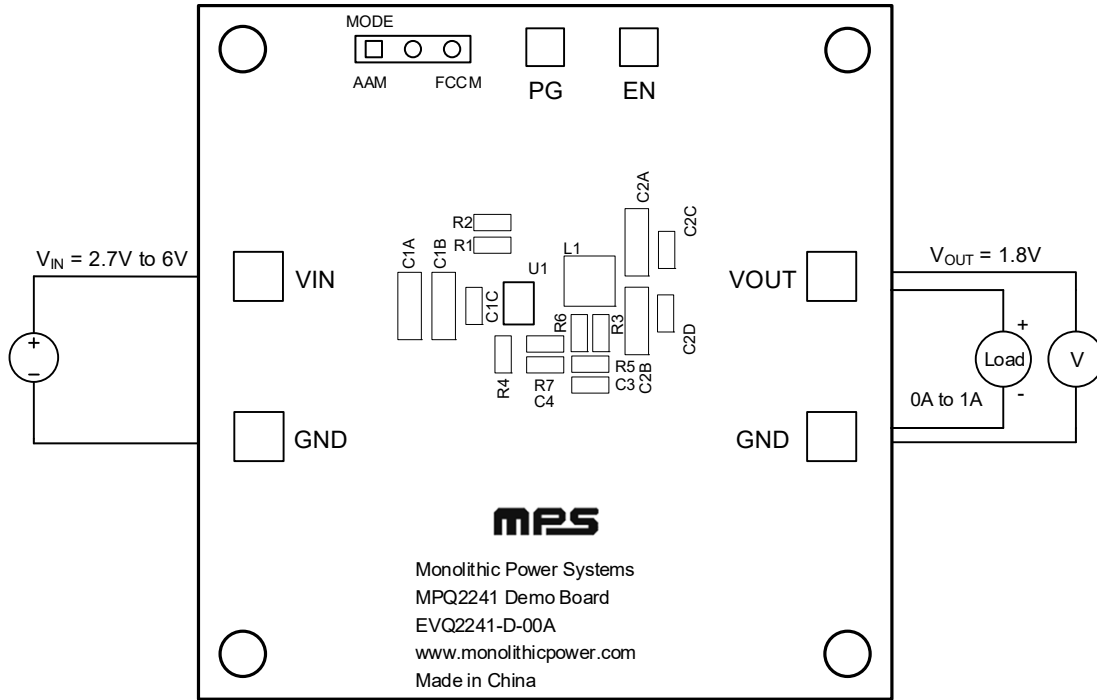 MODE
AAM FCCM
PG EN
VIN = 2.7V to 6V
VIN
GND
+
−
R2
R1
C1A
C1B
C1C
U1
L1
C2A
C2C
C2D
C2B
R6
R3
R4
R7
C4
R5
C3
VOUT
GND
VOUT = 1.8V
+
Load
-
V
0A to 1A
mps
Monolithic Power Systems
MPQ2241 Demo Board
EVQ2241-D-00A
www.monolithicpower.com
Made in China